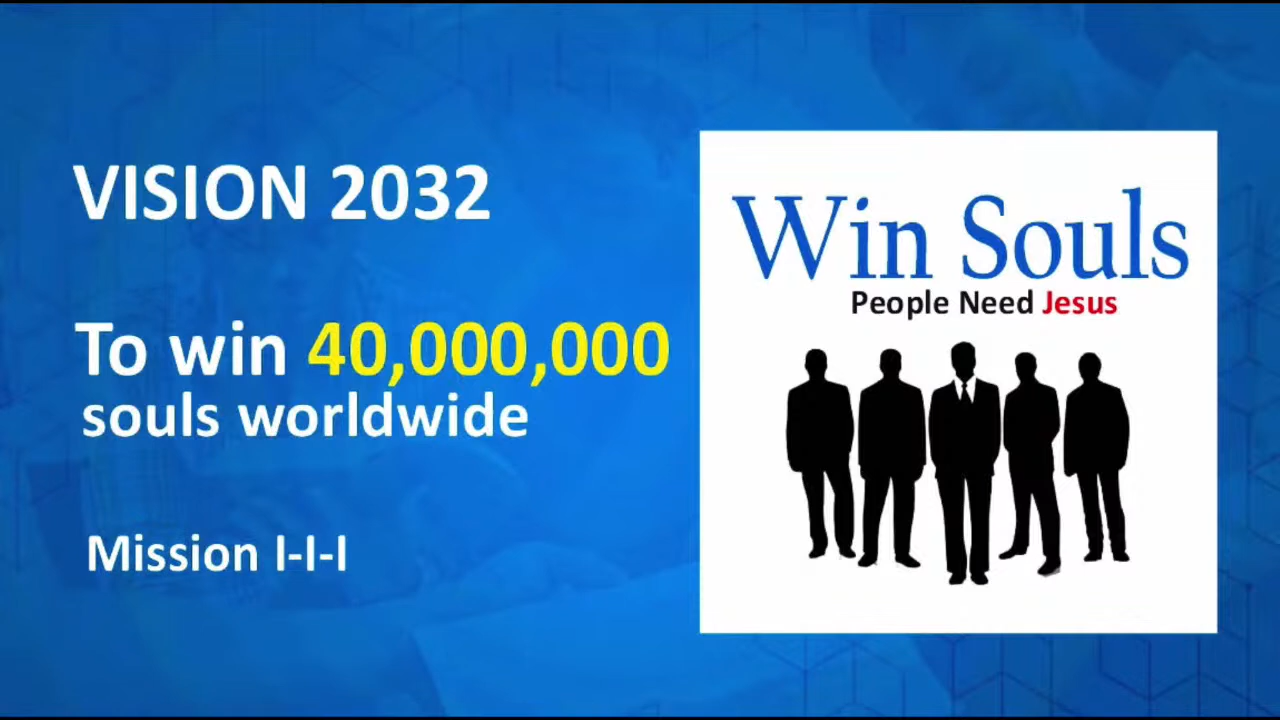 VISION 2032
To win 40,000,000
souls worldwide
Mission I-I-I
Win Souls
People Need Jesus